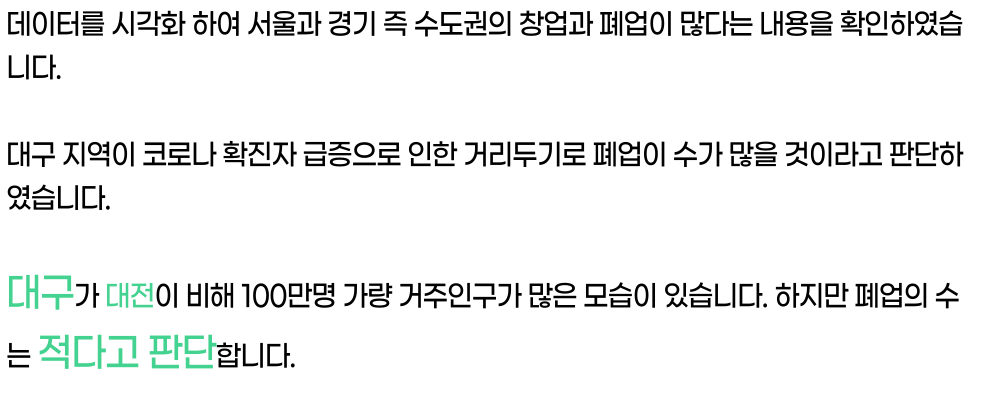 데이터를 시각화 하여 서울과 경기 즉 수도권의 창업과 폐업이 많다는 내용을 확인하였습
니다.
대구 지역이 코로나 확진자 급증으로 인한 거리두기로 폐업이 수가 많을 것이라고 판단하
였습니다.
대구가 대전이 비해 100만명 가량 거주인구가 많은 모습이 있습니다. 하지만 폐업의 수
는 적다고 판단합니다.